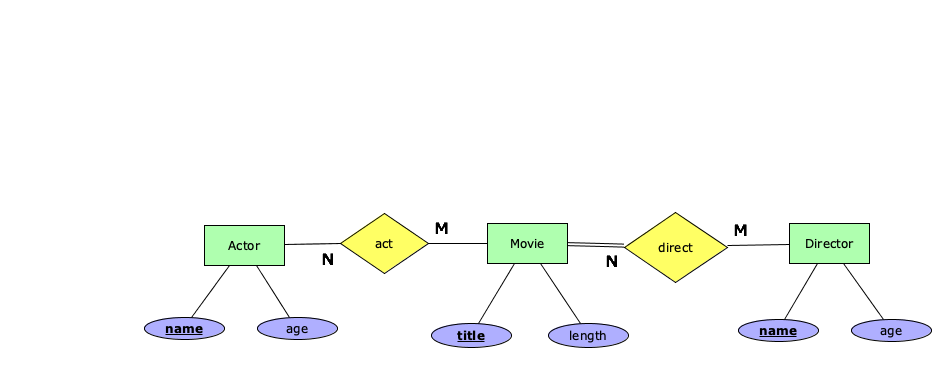 Actor
N
act
M
Movie
N
direct
M
Director
name
age
title
length
name
age